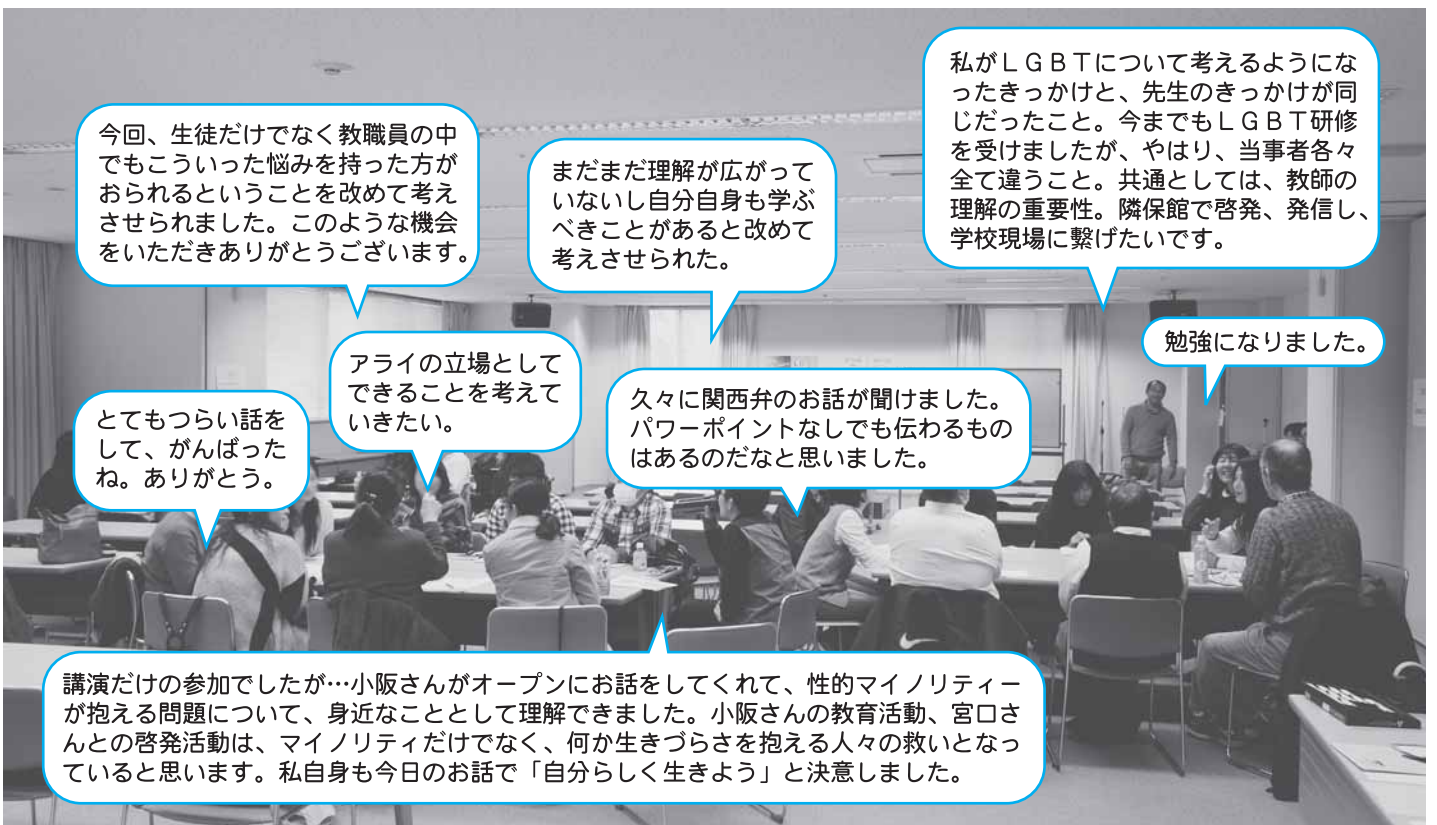 今回、生徒だけでなく教職員の中
でもこういった悩みを持った方が
おられるということを改めて考え
させられました。このような機会
をいただきありがとうございます。
まだまだ理解が広がって
いないし自分自身も学ぶ
べきことがあると改めて
考えさせられた。
私がＬＧＢＴについて考えるようにな
ったきっかけと、先生のきっかけが同
じだったこと。今までもＬＧＢＴ研修
を受けましたが、やはり、当事者各々
全て違うこと。共通としては、教師の
理解の重要性。隣保館で啓発、発信し、
学校現場に繋げたいです。
勉強になりました。
アライの立場として
できることを考えて
いきたい。
とてもつらい話を
して、がんばった
ね。ありがとう。
久々に関西弁のお話が聞けました。
パワーポイントなしでも伝わるもの
はあるのだなと思いました。
講演だけの参加でしたが…小阪さんがオープンにお話をしてくれて、性的マイノリティー
が抱える問題について、身近なこととして理解できました。小阪さんの教育活動、宮口さ
んとの啓発活動は、マイノリティだけでなく、何か生きづらさを抱える人々の救いとなっ
ていると思います。私自身も今日のお話で「自分らしく生きよう」と決意しました。